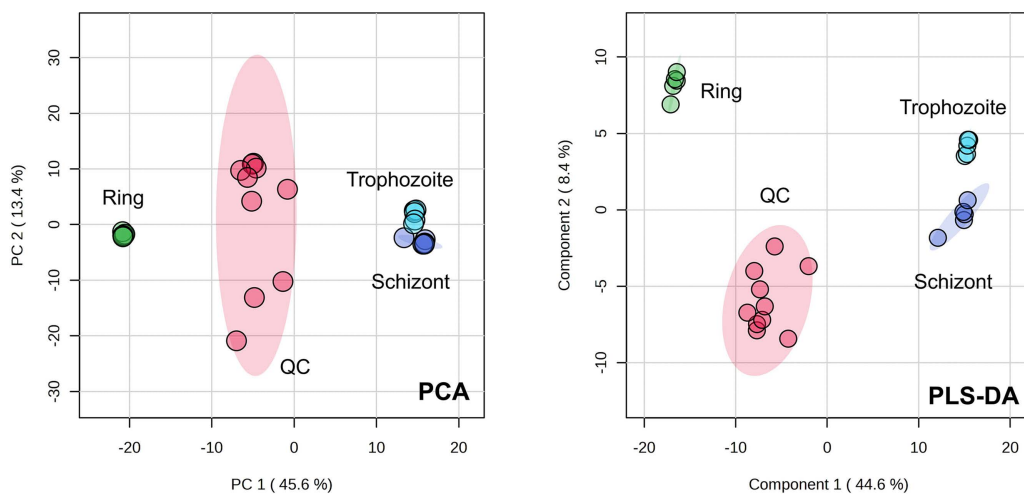 30
20
10
0
-10
-20
-30
PC 2 ( 13.4 %)
Ring
Trophozoite
Schizont
QC
PCA
-20
-10
0
10
20
PC 1 ( 45.6 %)
10
5
0
-5
-10
Component 2 ( 8.4 %)
Ring
Trophozoite
QC
Schizont
PLS-DA
-20
-10
0
10
20
Component 1 ( 44.6 %)